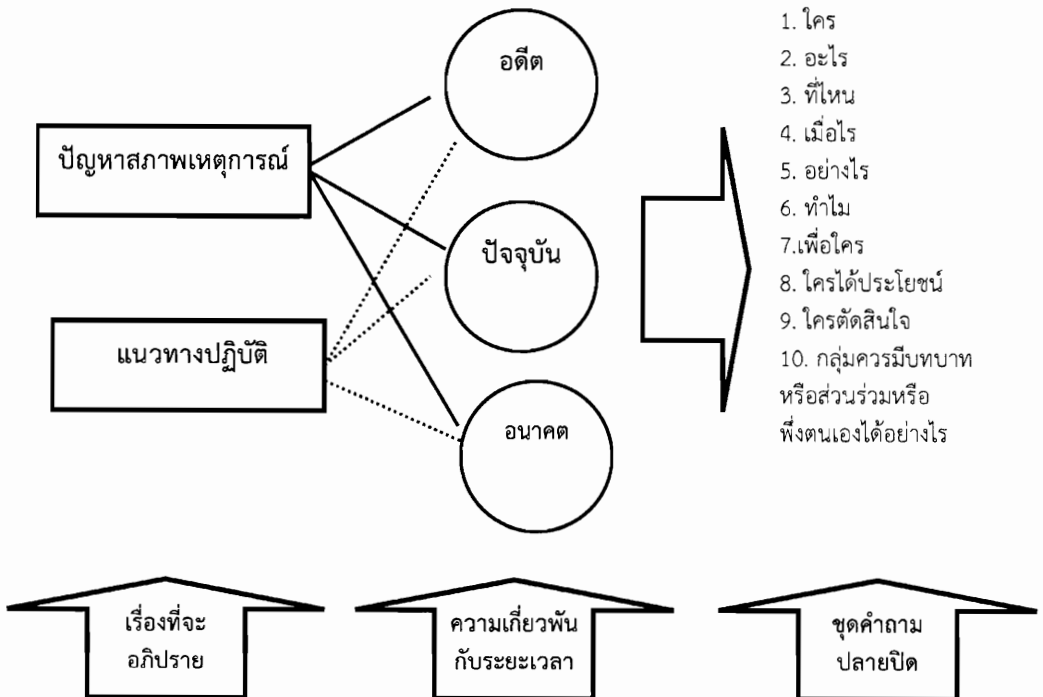 อดีต
ปัญหาสภาพเหตุการณ์
ปัจจุบัน
แนวทางปฏิบัติ
อนาคต
1. ใคร
2. อะไร
3. ที่ไหน
4. เมื่อไร
5. อย่างไร
6. ทำไม
7.เพื่อใคร
8. ใครได้ประโยชน์
9. ใครตัดสินใจ
10. กลุ่มควรมีบทบาท
หรือส่วนร่วมหรือ
พึ่งตนเองได้อย่างไร
เรื่องที่จะ
อภิปราย
ความเกี่ยวพัน
กับระยะเวลา
ชุดคำถาม
ปลายปิด